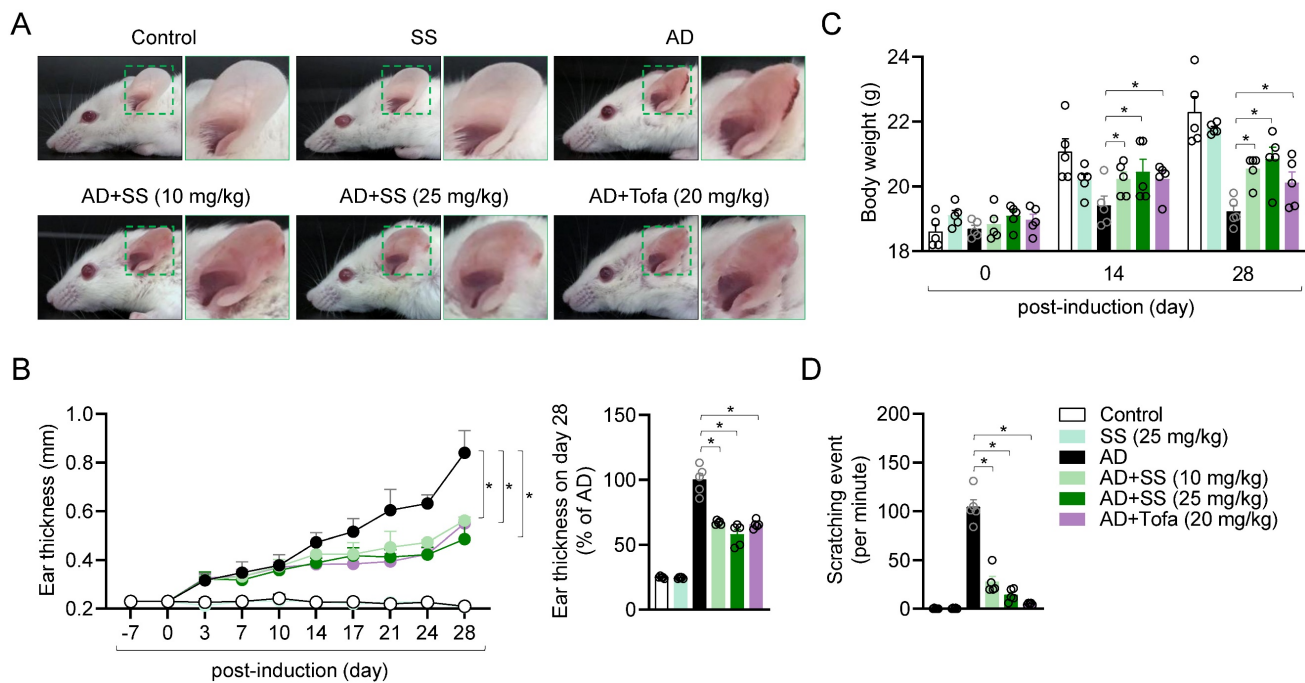 A
Control
SS
AD
AD+SS (10 mg/kg)
AD+SS (25 mg/kg)
AD+Tofa (20 mg/kg)
C
Body weight (g)
24
22
20
18
* * *
* * *
0 14 28
post-induction (day)
B
Ear thickness (mm)
1.0
0.8
0.6
0.4
0.2
* * *
-7 0 3 7 10 14 17 21 24 28
post-induction (day)
Ear thickness on day 28
(% of AD)
150
100
50
0
* * *
D
Scratching event
(per minute)
200
150
100
50
0
* * *
Control
SS (25 mg/kg)
AD
AD+SS (10 mg/kg)
AD+SS (25 mg/kg)
AD+Tofa (20 mg/kg)